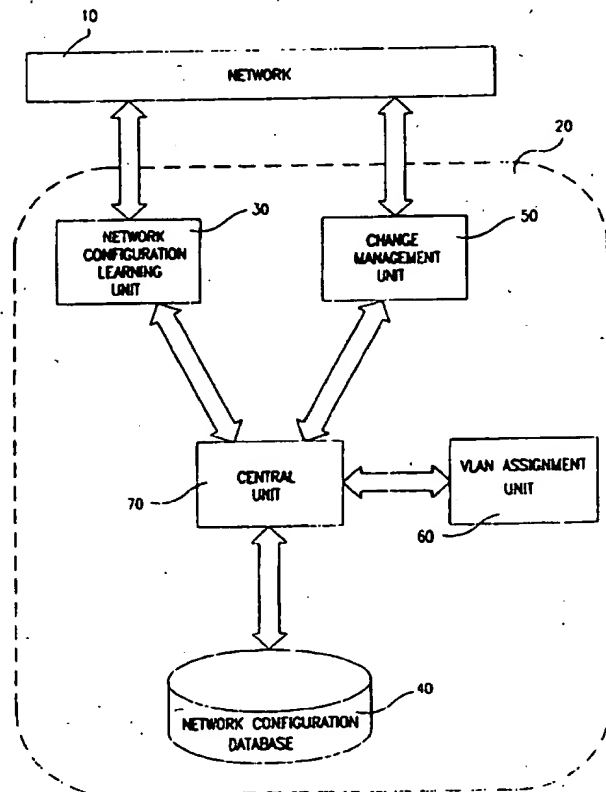 10
NETWORK
20
30
NETWORK
CONFIGURATION
LEARNING
UNIT
50
CHANGE
MANAGEMENT
UNIT
CENTRAL
UNIT
70
VLAN ASSIGNMENT
UNIT
60
40
NETWORK CONFIGURATION
DATABASE